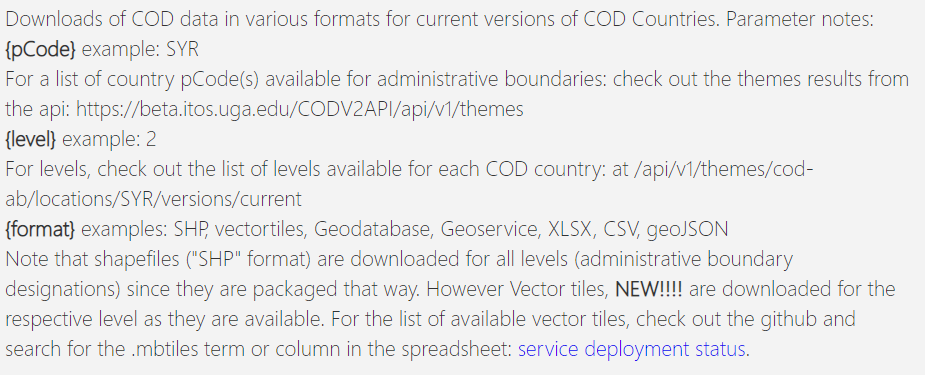 Downloads of COD data in various formats for current versions of COD Countries. Parameter notes:
{pCode} example: SYR
For a list of country pCode(s) available for administrative boundaries: check out the themes results from
the api: https://beta.itos.uga.edu/CODV2API/api/v1/themes
{level} example: 2
For levels, check out the list of levels available for each COD country: at /api/v1/themes/cod-
ab/locations/SYR/versions/current
{format} examples: SHP, vectortiles, Geodatabase, Geoservice, XLSX, CSV, geoJSON
Note that shapefiles ("SHP" format) are downloaded for all levels (administrative boundary
designations) since they are packaged that way. However Vector tiles, NEW!!!! are downloaded for the
respective level as they are available. For the list of available vector tiles, check out the github and
search for the .mbtiles term or column in the spreadsheet: service deployment status.